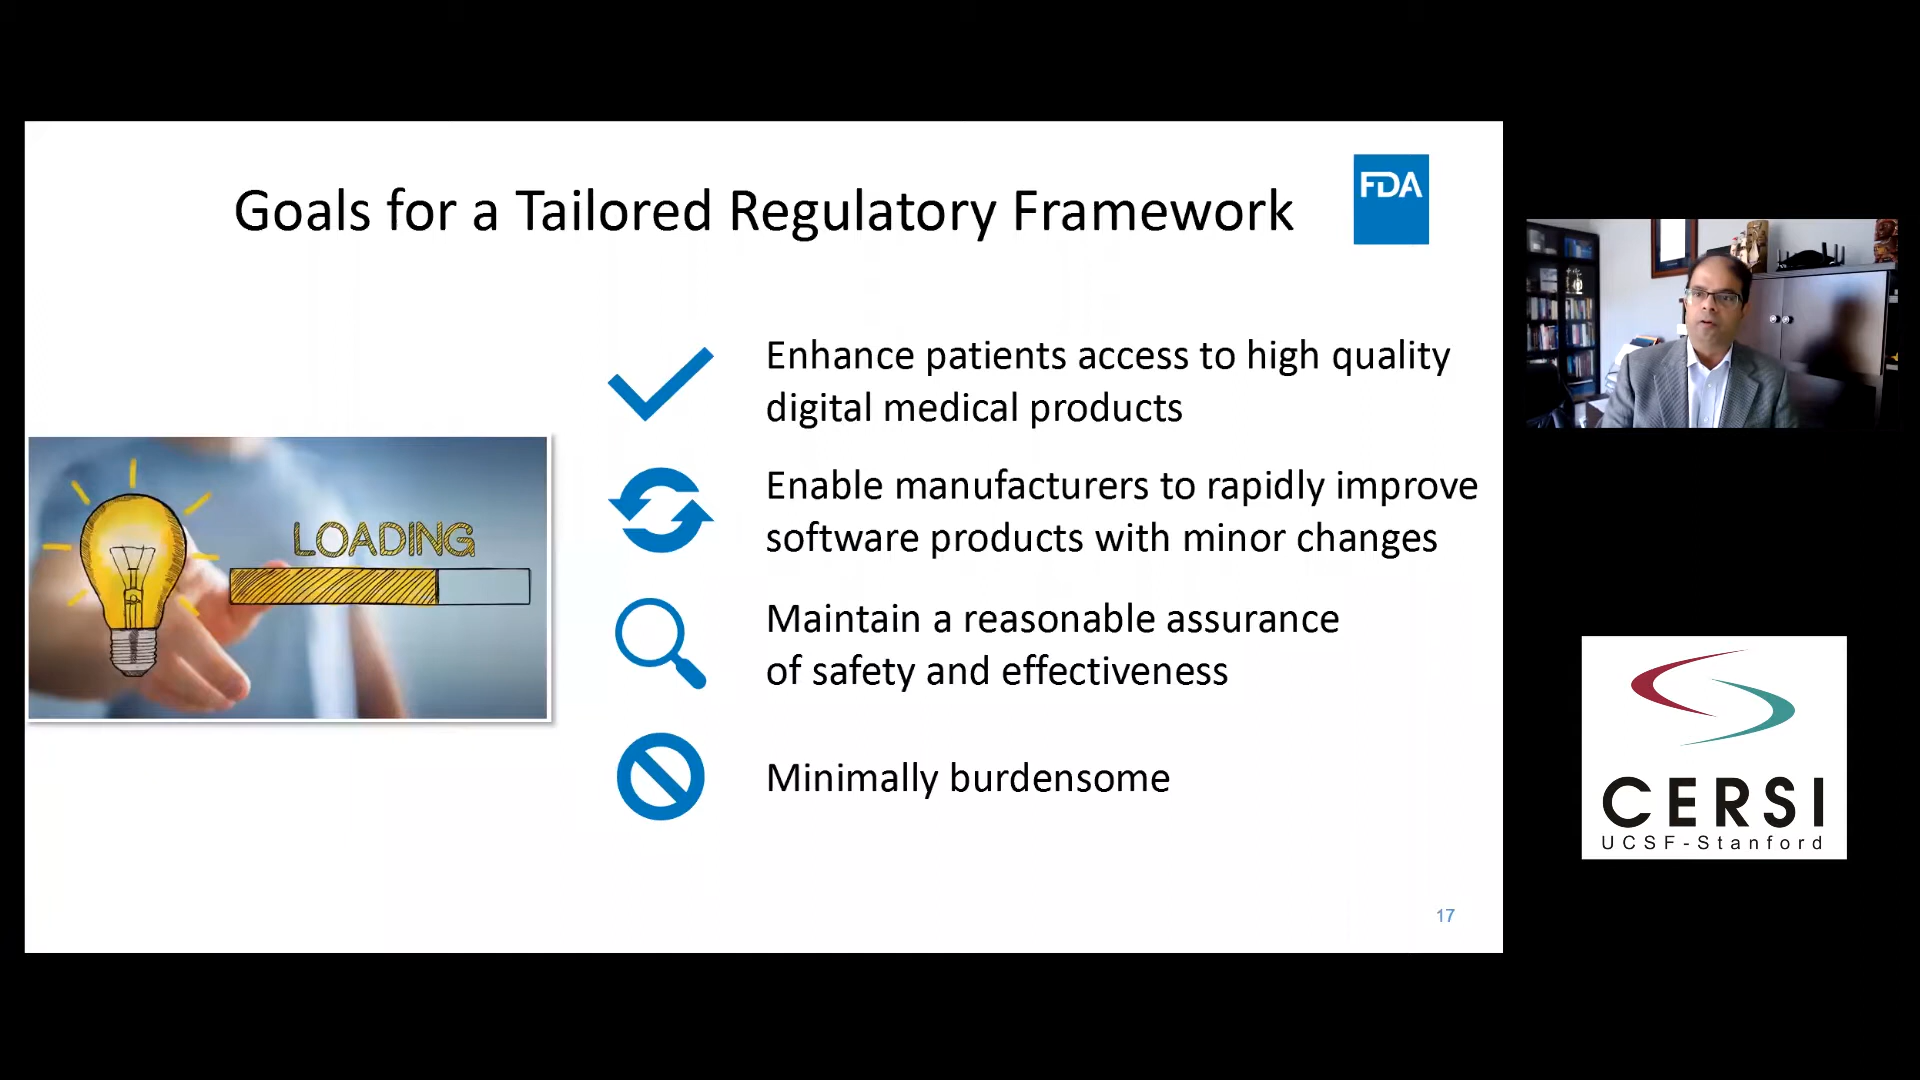 Goals for a Tailored Regulatory Framework
FDA
Enhance patients access to high quality
digital medical products
Enable manufacturers to rapidly improve
software products with minor changes
LOADING
Maintain a reasonable assurance
of safety and effectiveness
Minimally burdensome
17
CERSI
UCSF-Stanford